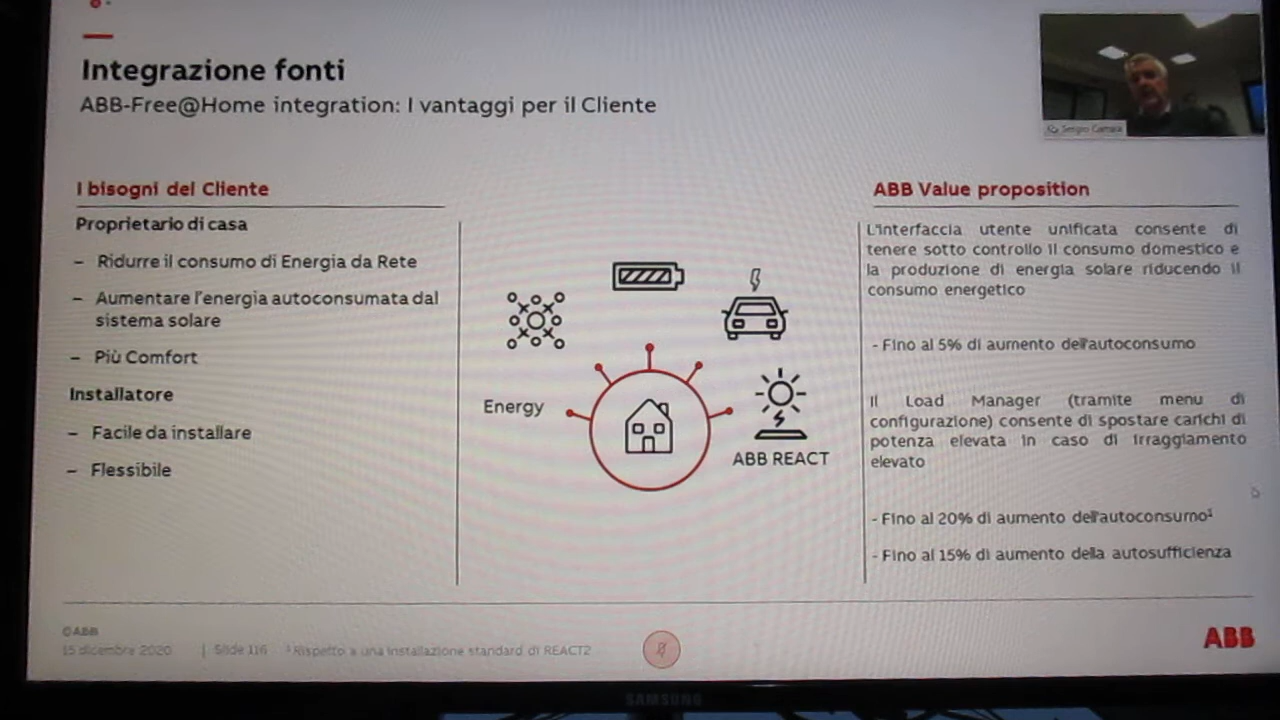 Integrazione fonti
ABB-Free@Home integration: I vantaggi per il Cliente
I bisogni del Cliente
Proprietario di casa
– Ridurre il consumo di Energia da Rete
– Aumentare l'energia autoconsumata dal
sistema solare
– Più Comfort
Installatore
– Facile da installare
– Flessibile
Energy
ABB REACT
ABB Value proposition
L'interfaccia utente unificata consente di
tenere sotto controllo il consumo domestico e
la produzione di energia solare riducendo il
consumo energetico
- Fino al 5% di aumento dell'autoconsumo
Il Load Manager (tramite menu di
configurazione) consente di spostare carichi di
potenza elevata in caso di irraggiamento
elevato
- Fino al 20% di aumento dell'autoconsumo¹
- Fino al 15% di aumento della autosufficienza
©ABB
15 dicembre 2020 | Slide 116 ¹ Rispetto a una installazione standard di REACT2
ABB
Sergio
SAMSUNG